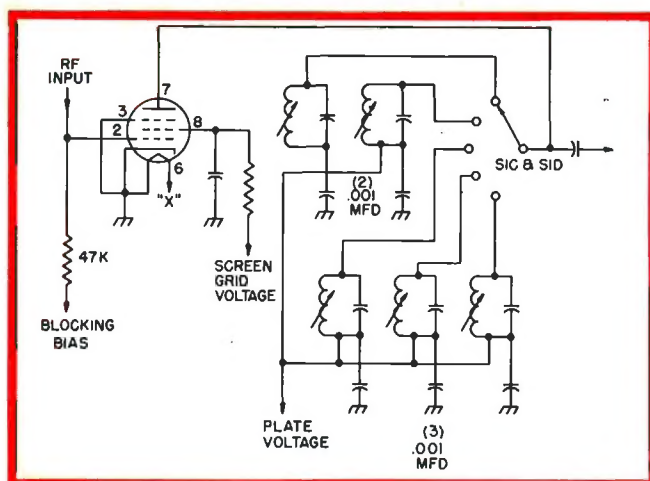 RF
INPUT
7
3
2
8
6
"X"
47K
BLOCKING
BIAS
SCREEN
GRID
VOLTAGE
(2)
.001
MFD
SIC & SID
PLATE
VOLTAGE
(3)
.001
MFD